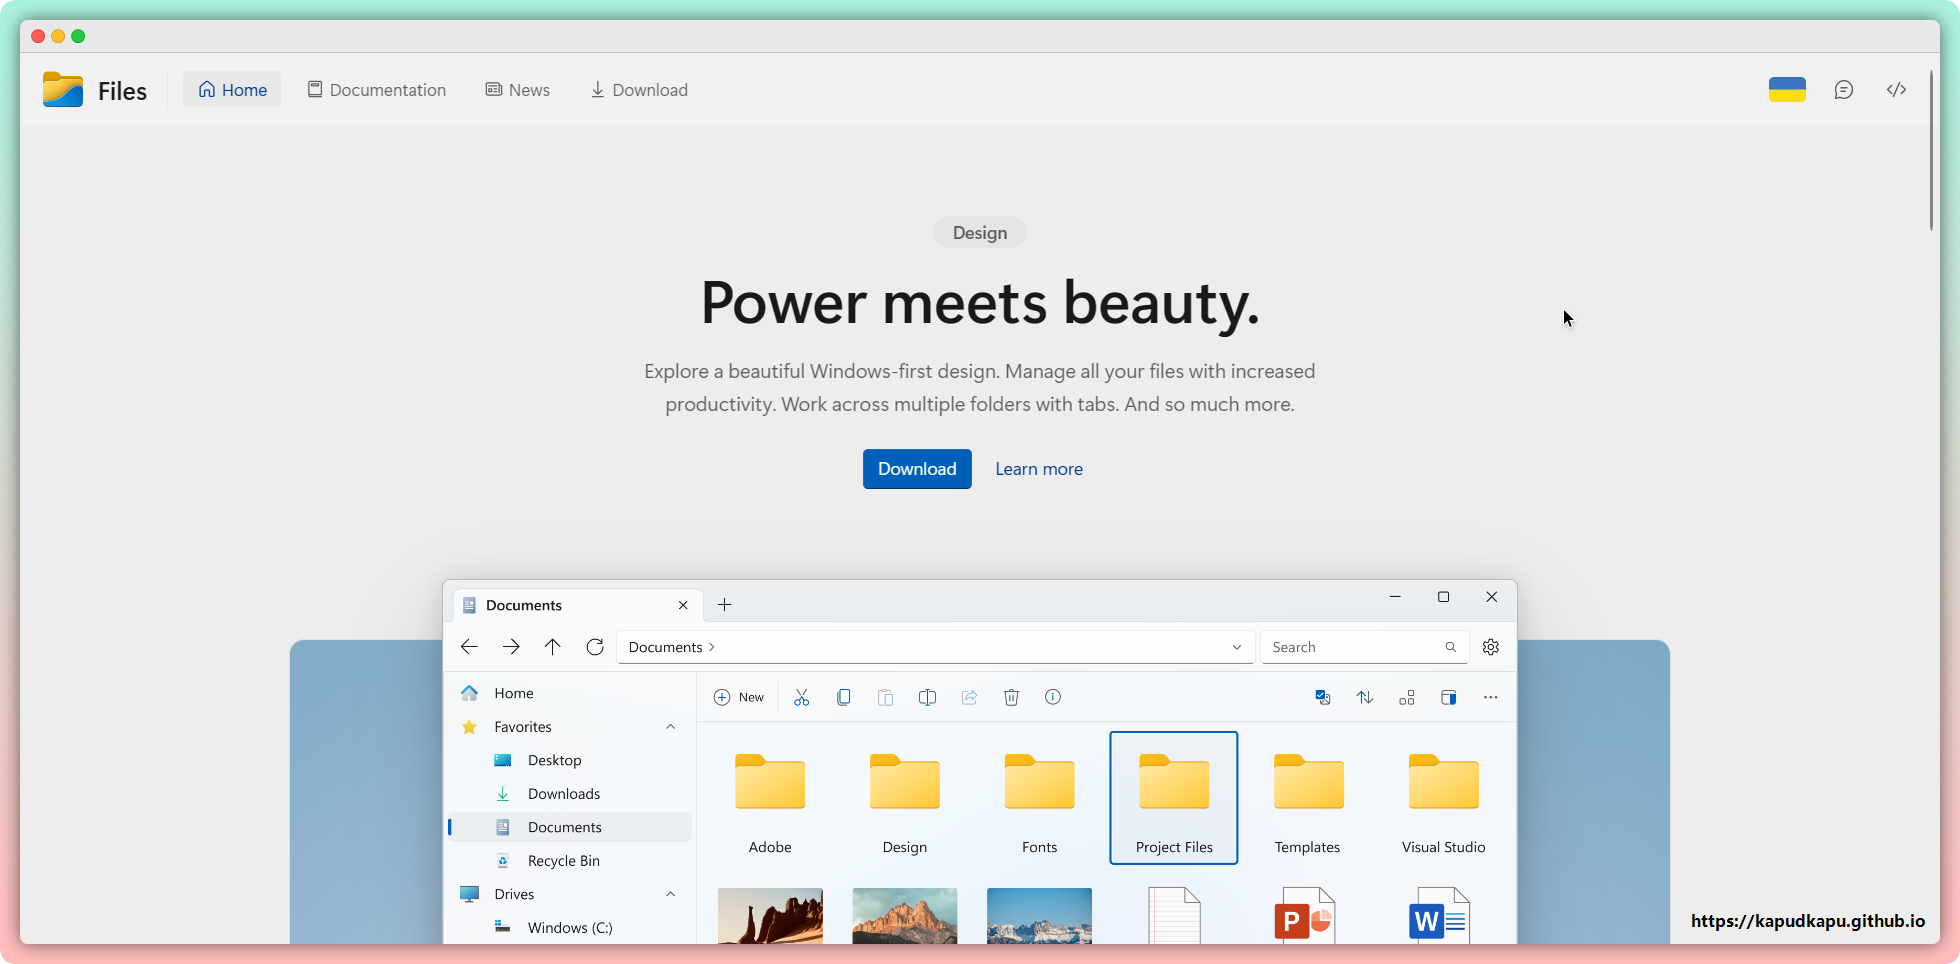 Files
Home
Documentation
News
Download
Design
Power meets beauty.
Explore a beautiful Windows-first design. Manage all your files with increased
productivity. Work across multiple folders with tabs. And so much more.
Download
Learn more
Documents
Documents
Search
Home
Favorites
Desktop
Downloads
Documents
Recycle Bin
Drives
Windows (C:)
New
Adobe
Design
Fonts
Project Files
Templates
Visual Studio
P
W
https://kapudkapu.github.io